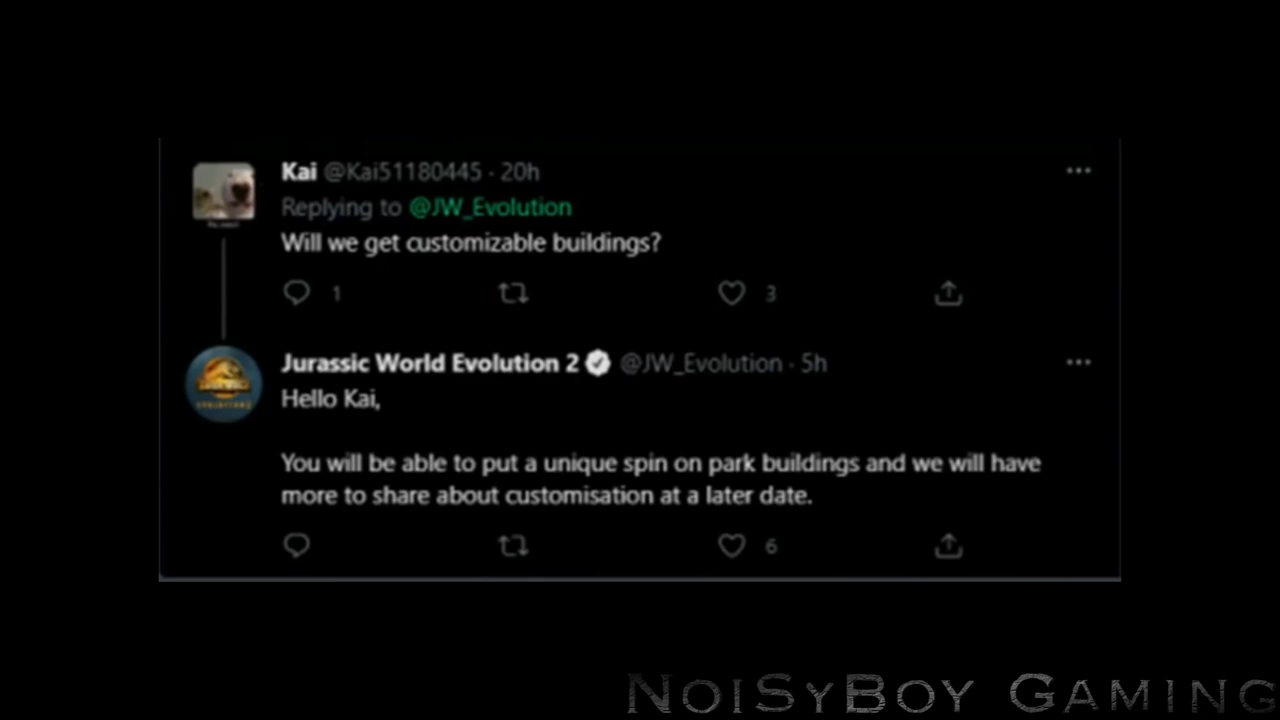 Kai @Kai51180445 · 20h
Replying to @JW_Evolution
Will we get customizable buildings?
1 3
Jurassic World Evolution 2 @JW_Evolution · 5h
Hello Kai,
You will be able to put a unique spin on park buildings and we will have
more to share about customisation at a later date.
6
NoiSyBoy Gaming